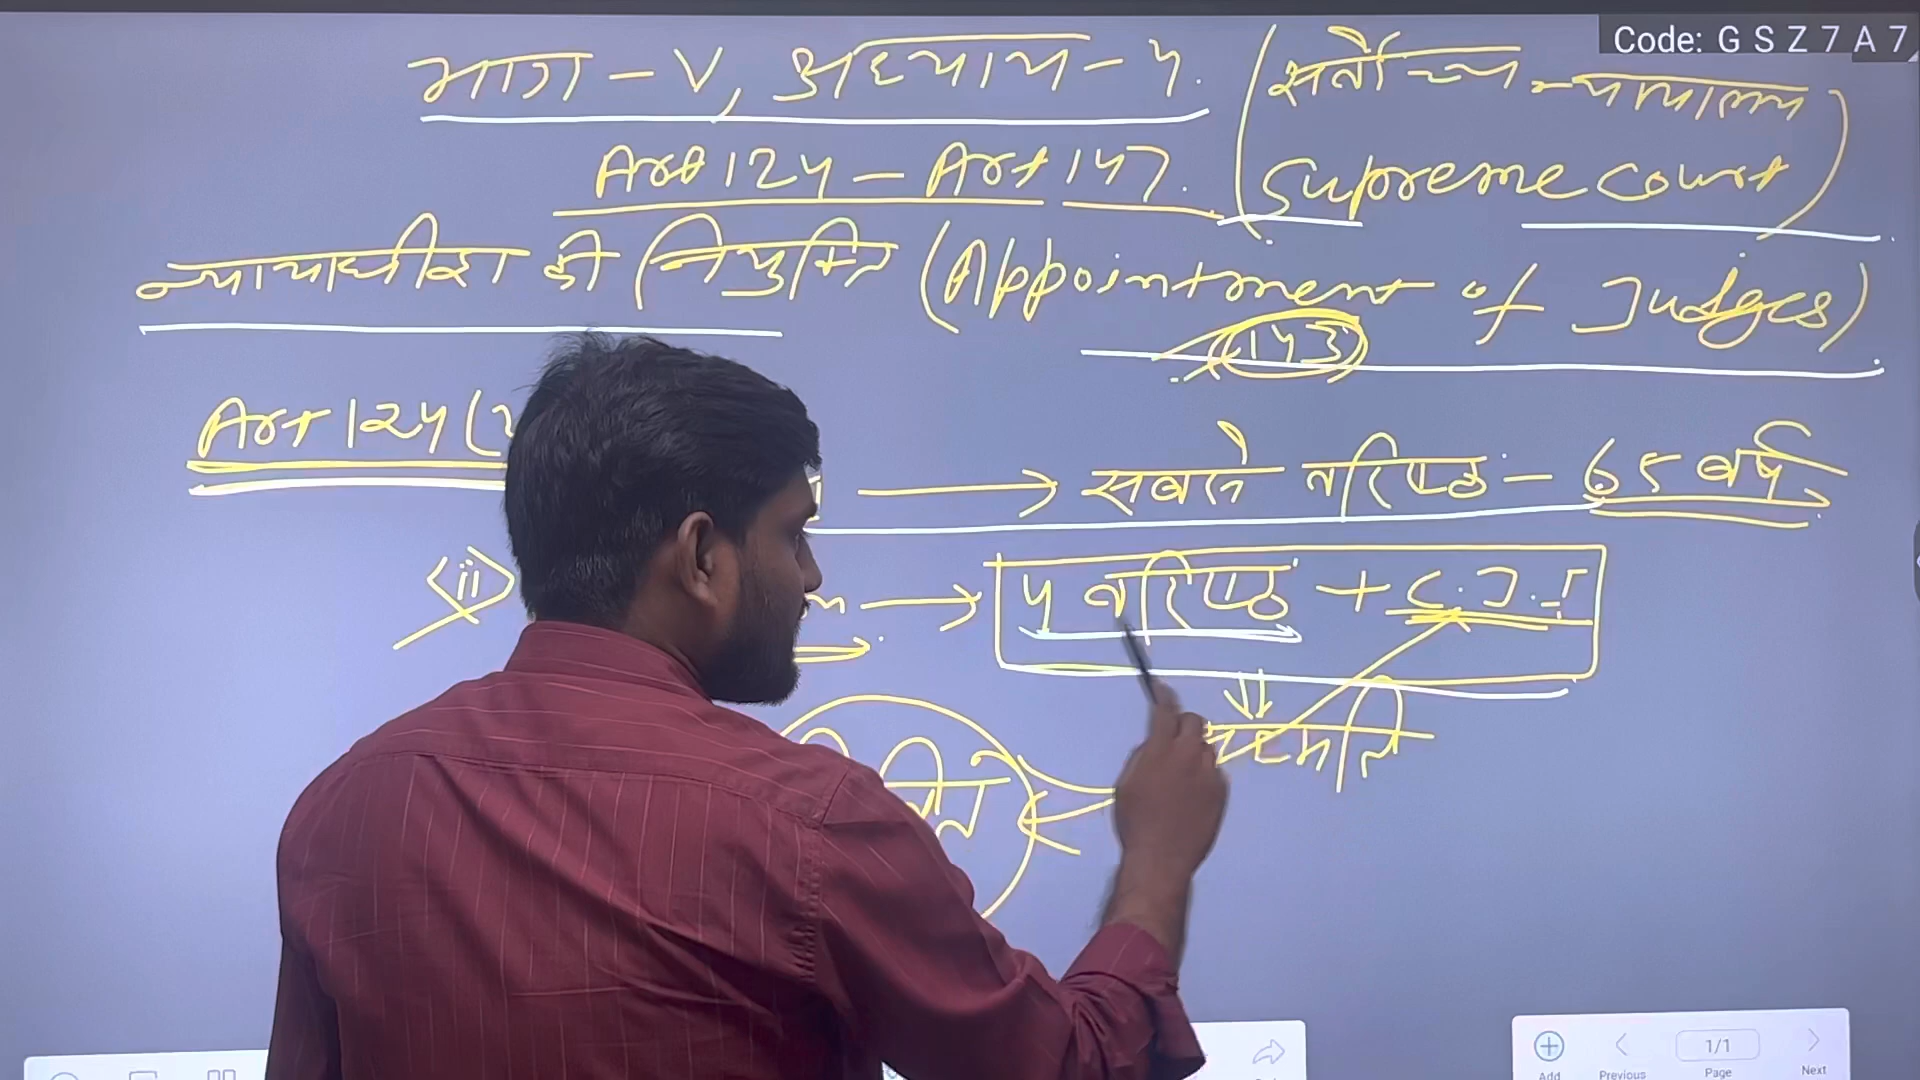 Code: G S Z 7 A 7
भाग - V, अध्याय - 4. (सर्वोच्च न्यायालय
Art 124 - Art 147. Supreme court)
न्यायाधीश की नियुक्ति (Appointment of Judges)
143
Art 124 (
→ सबसे वरिष्ठ - 65 वर्ष
<ii> → 4 वरिष्ठ + C.J.I
सहमति
1/1
Add Previous Page Next